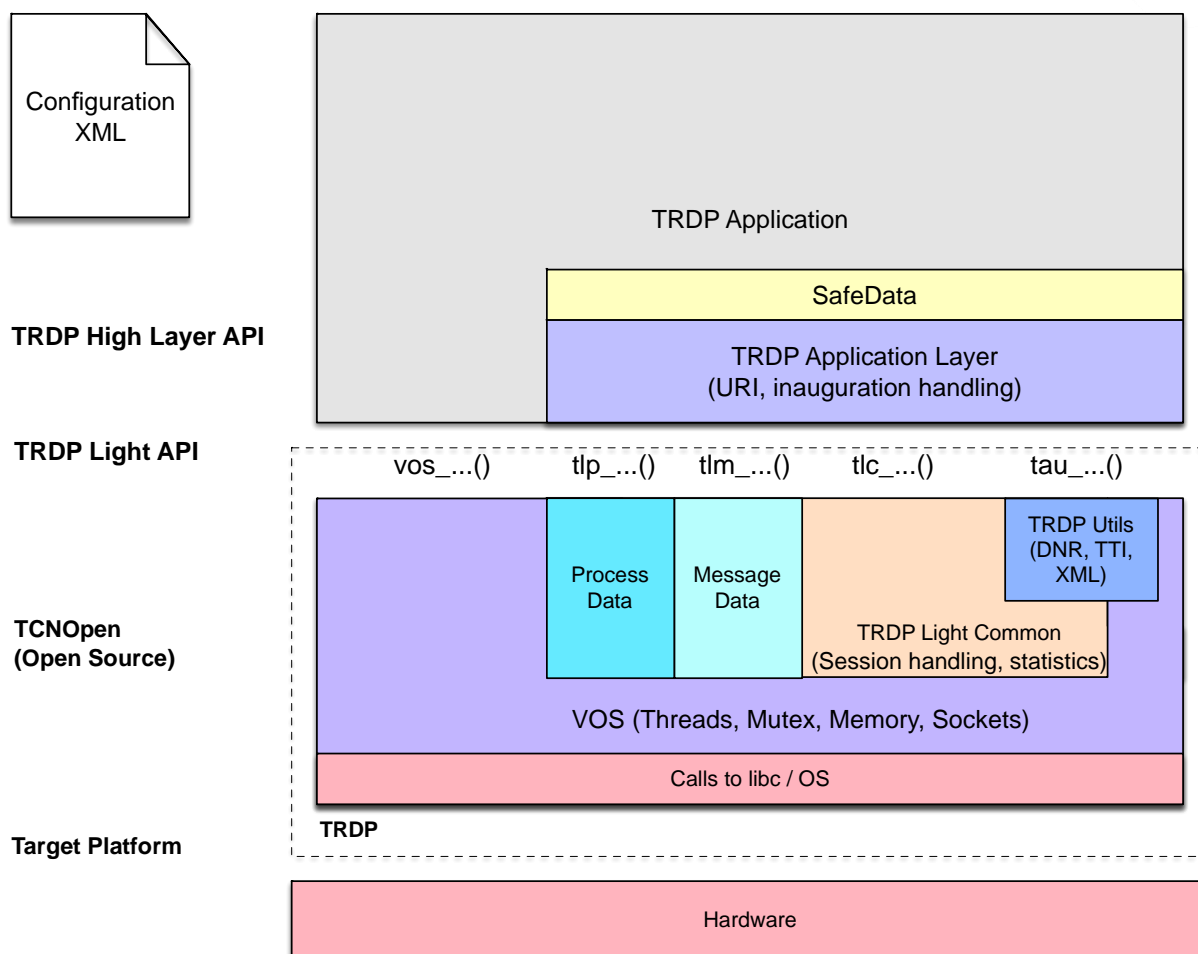 Configuration
XML
TRDP Application
SafeData
TRDP High Layer API
TRDP Application Layer
(URI, inauguration handling)
TRDP Light API
vos_...()
tlp_...()
tlm_...()
tlc_...()
tau_...()
TRDP Utils
(DNR, TTI,
XML)
Process
Data
Message
Data
TCNOpen
(Open Source)
TRDP Light Common
(Session handling, statistics)
VOS (Threads, Mutex, Memory, Sockets)
Calls to libc / OS
TRDP
Target Platform
Hardware